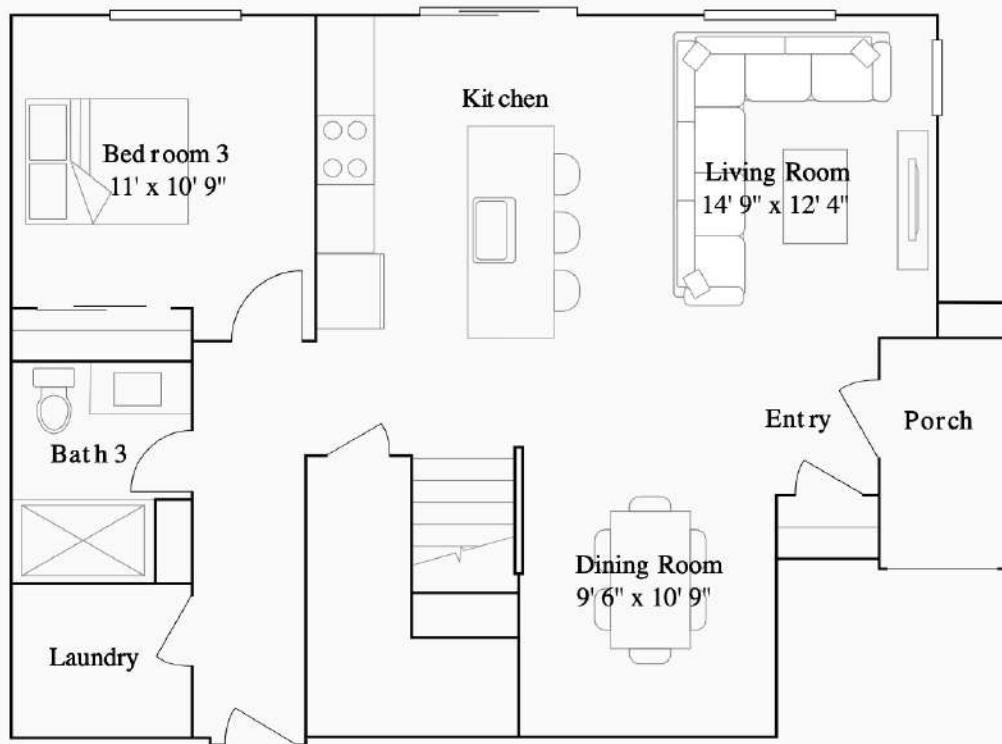 Kitchen
Bedroom 3
11' x 10' 9"
Living Room
14' 9" x 12' 4"
Entry
Porch
Bath 3
Dining Room
9' 6" x 10' 9"
Laundry